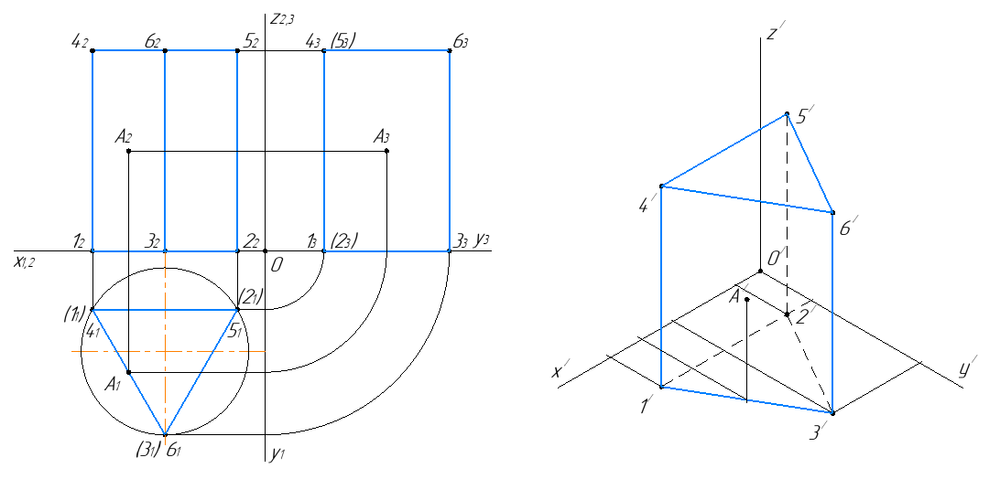 z2,3
42 62 52 43 (53) 63
A2 A3
12 32 22 13 (23) 33 y3
x1,2 O
(11) 41 (21) 51
A1
(31) 61 y1
z′
5′
4′ 6′
O′
A′
2′
x′ y′
1′ 3′